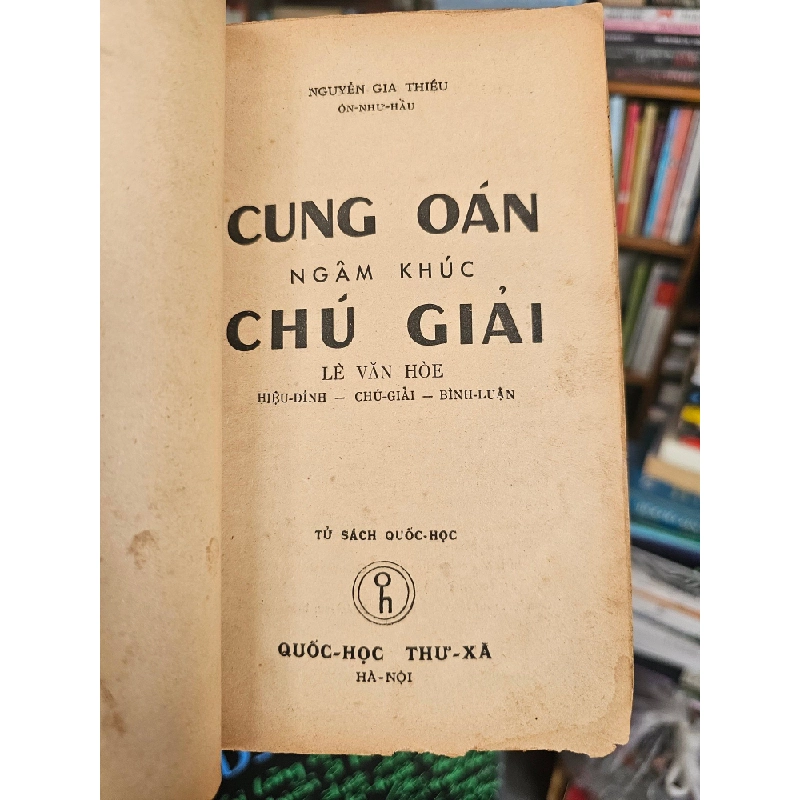 NGUYỄN GIA THIỀU
ÔN-NHƯ-HẦU
CUNG OÁN
NGÂM KHÚC
CHÚ GIẢI
LÊ VĂN HÒE
HIỆU-ĐÍNH — CHÚ-GIẢI — BÌNH-LUẬN
TỦ SÁCH QUỐC-HỌC
QUỐC-HỌC THƯ-XÃ
HÀ-NỘI